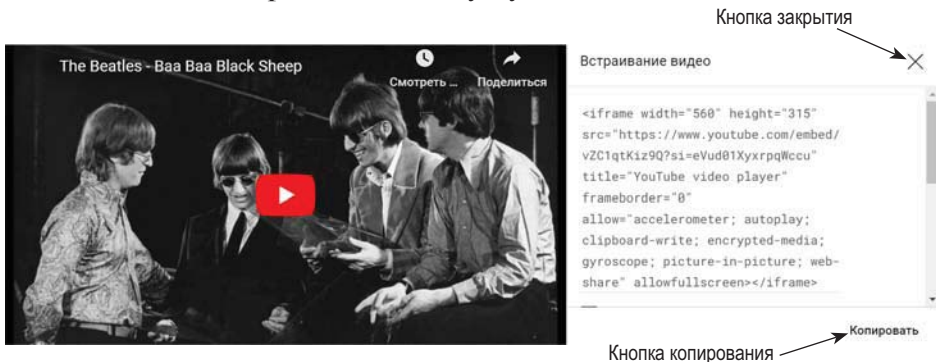 Кнопка закрытия
The Beatles - Baa Baa Black Sheep
Смотреть ...
Поделиться
Встраивание видео
<iframe width="560" height="315"
src="https://www.youtube.com/embed/
vZC1qtKiz9Q?si=eVud01XyxrpqWccu"
title="YouTube video player"
frameborder="0"
allow="accelerometer; autoplay;
clipboard-write; encrypted-media;
gyroscope; picture-in-picture; web-
share" allowfullscreen></iframe>
Копировать
Кнопка копирования